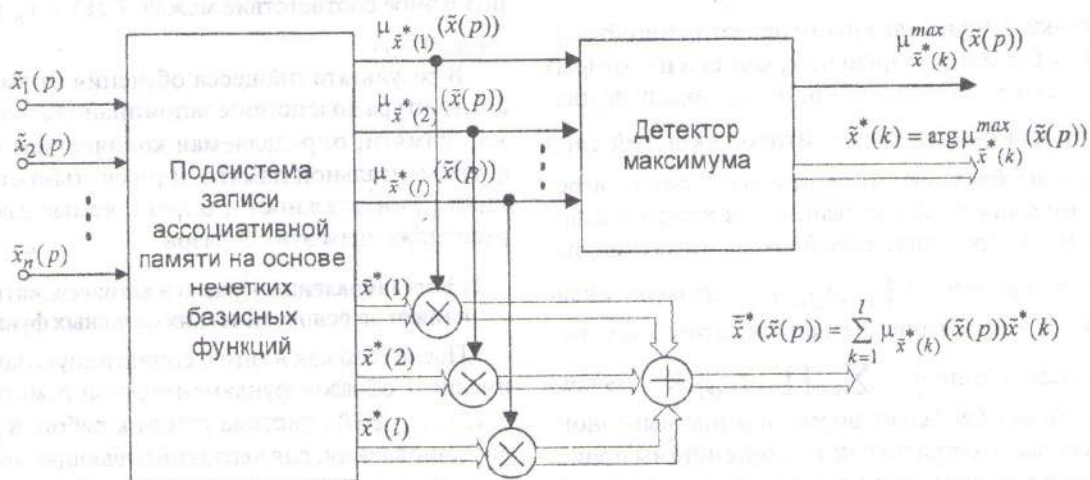 x̃₁(p)
x̃₂(p)
x̃ₙ(p)
Подсистема
записи
ассоциативной
памяти на основе
нечетких
базисных
функций
μ_{x̃*(1)}(x̃(p))
μ_{x̃*(2)}(x̃(p))
μ_{x̃*(l)}(x̃(p))
Детектор
максимума
μ^{max}_{x̃*(k)}(x̃(p))
x̃*(k) = arg μ^{max}_{x̃*(k)}(x̃(p))
x̃*(1)
x̃*(2)
x̃*(l)
×
×
×
+
x̃̄*(x̃(p)) = ∑_{k=1}^{l} μ_{x̃*(k)}(x̃(p))x̃*(k)